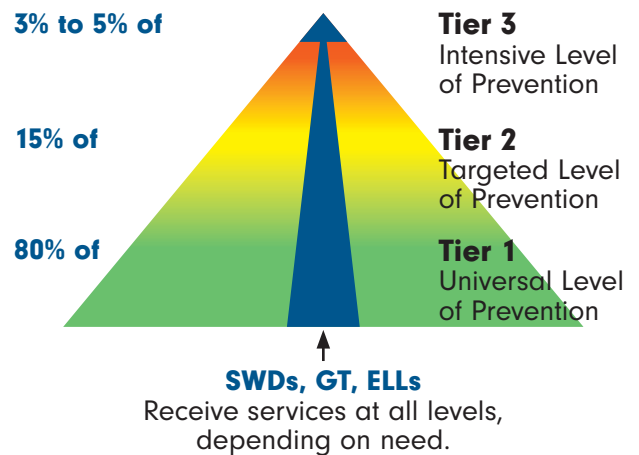 3% to 5% of
Tier 3
Intensive Level
of Prevention
15% of
Tier 2
Targeted Level
of Prevention
80% of
Tier 1
Universal Level
of Prevention
SWDs, GT, ELLs
Receive services at all levels,
depending on need.